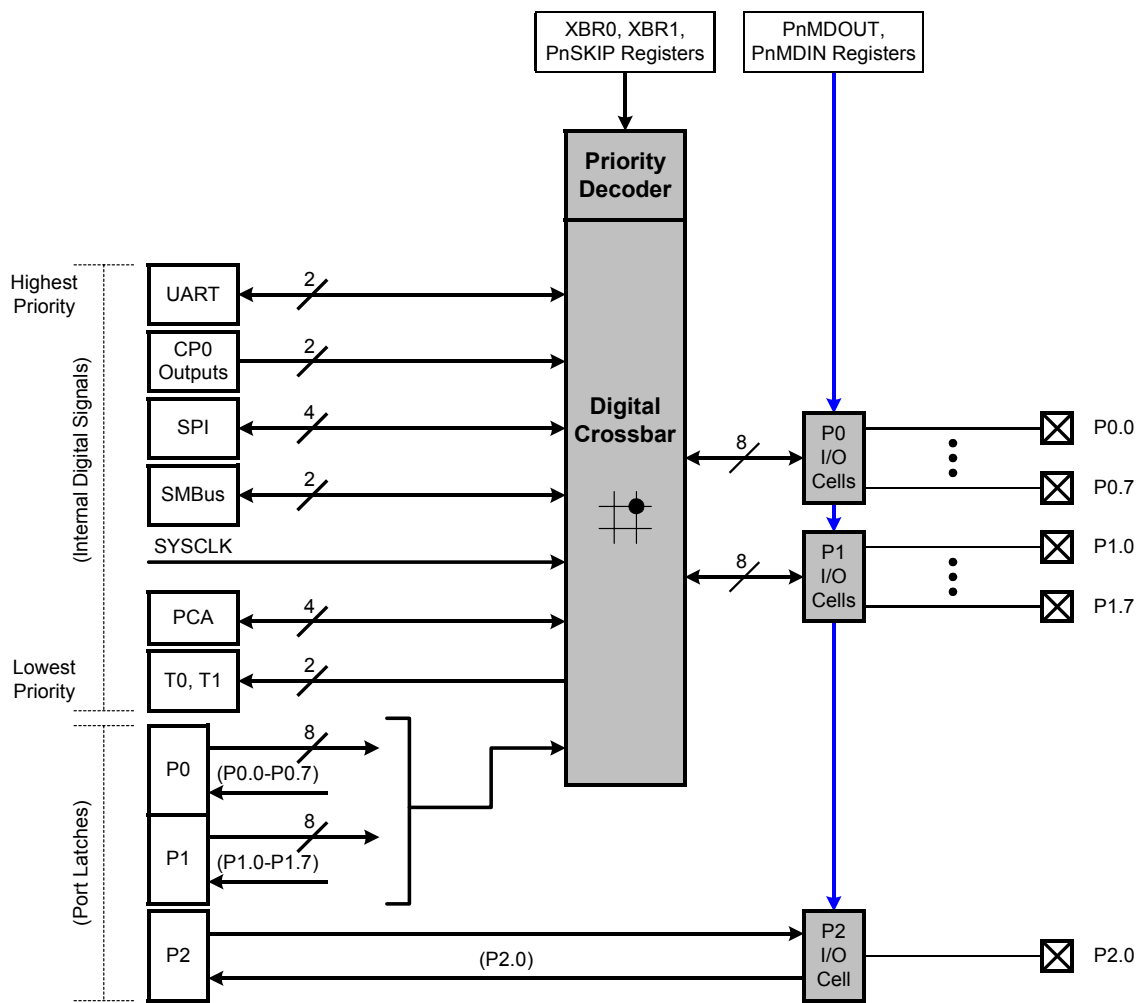 XBR0, XBR1,
PnSKIP Registers
PnMDOUT,
PnMDIN Registers
Priority
Decoder
Highest
Priority
(Internal Digital Signals)
Lowest
Priority
UART
2
CP0
Outputs
2
SPI
4
SMBus
2
SYSCLK
PCA
4
T0, T1
2
Digital
Crossbar
8
P0
I/O
Cells
P0.0
P0.7
8
P1
I/O
Cells
P1.0
P1.7
(Port Latches)
P0
8
(P0.0-P0.7)
P1
8
(P1.0-P1.7)
P2
(P2.0)
P2
I/O
Cell
P2.0